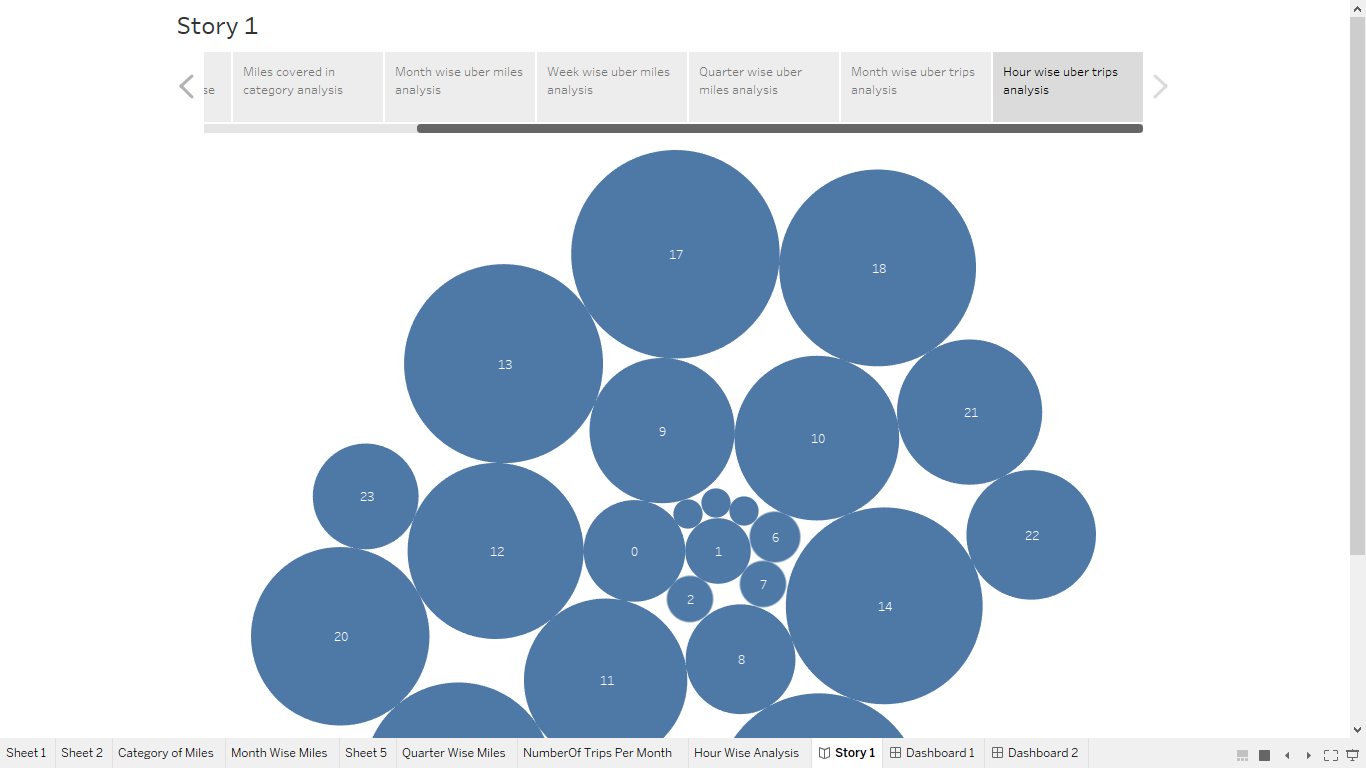 Story 1
se
Miles covered in
category analysis
Month wise uber miles
analysis
Week wise uber miles
analysis
Quarter wise uber
miles analysis
Month wise uber trips
analysis
Hour wise uber trips
analysis
17
18
13
21
9
10
23
22
6
0
1
12
7
2
14
20
8
11
Sheet 1
Sheet 2
Category of Miles
Month Wise Miles
Sheet 5
Quarter Wise Miles
NumberOf Trips Per Month
Hour Wise Analysis
Story 1
Dashboard 1
Dashboard 2